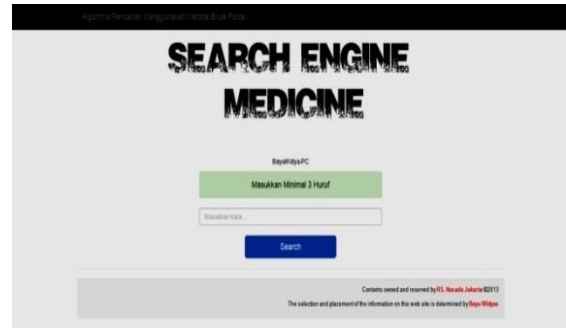 Algoritma Pencarian Menggunakan Metode Brute Force
SEARCH ENGINE
MEDICINE
BayuWidya-PC
Masukkan Minimal 3 Huruf
Masukkan Kata...
Search
Contents owned and reserved by RS. Husada Jakarta ©2013
The selection and placement of the information on this web site is determined by Bayu Widyas